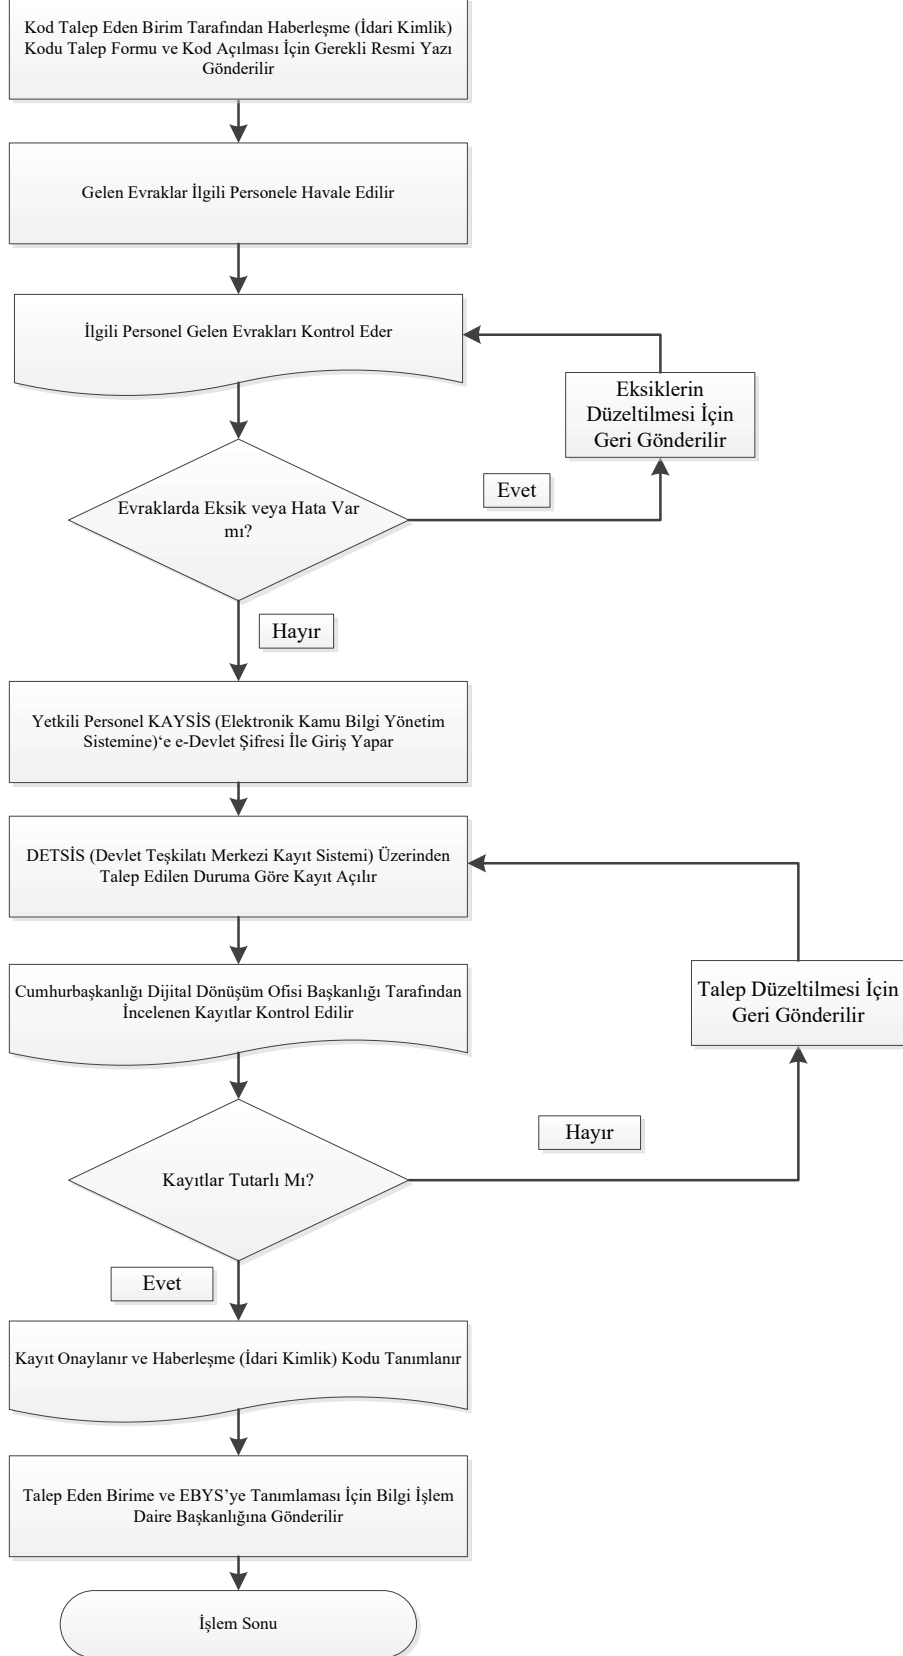 Kod Talep Eden Birim Tarafından Haberleşme (İdari Kimlik)
Kodu Talep Formu ve Kod Açılması İçin Gerekli Resmi Yazı
Gönderilir
Gelen Evraklar İlgili Personele Havale Edilir
İlgili Personel Gelen Evrakları Kontrol Eder
Eksiklerin
Düzeltilmesi İçin
Geri Gönderilir
Evet
Evraklarda Eksik veya Hata Var
mı?
Hayır
Yetkili Personel KAYSİS (Elektronik Kamu Bilgi Yönetim
Sistemine)‘e e-Devlet Şifresi İle Giriş Yapar
DETSİS (Devlet Teşkilatı Merkezi Kayıt Sistemi) Üzerinden
Talep Edilen Duruma Göre Kayıt Açılır
Cumhurbaşkanlığı Dijital Dönüşüm Ofisi Başkanlığı Tarafından
İncelenen Kayıtlar Kontrol Edilir
Talep Düzeltilmesi İçin
Geri Gönderilir
Hayır
Kayıtlar Tutarlı Mı?
Evet
Kayıt Onaylanır ve Haberleşme (İdari Kimlik) Kodu Tanımlanır
Talep Eden Birime ve EBYS’ye Tanımlaması İçin Bilgi İşlem
Daire Başkanlığına Gönderilir
İşlem Sonu